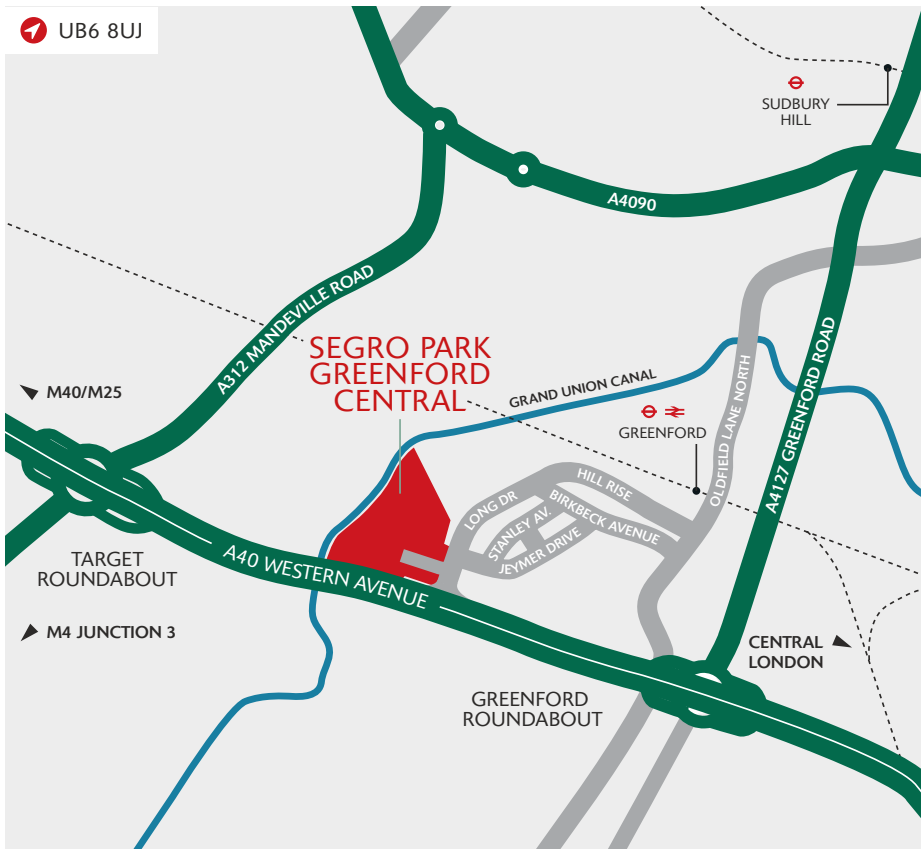 UB6 8UJ
SUDBURY
HILL
A4090
A312 MANDEVILLE ROAD
SEGRO PARK
GREENFORD
CENTRAL
M40/M25
GRAND UNION CANAL
GREENFORD
OLDFIELD LANE NORTH
A4127 GREENFORD ROAD
HILL RISE
LONG DR
BIRKBECK AVENUE
STANLEY AV.
JEYMER DRIVE
TARGET
ROUNDABOUT
A40 WESTERN AVENUE
M4 JUNCTION 3
CENTRAL
LONDON
GREENFORD
ROUNDABOUT